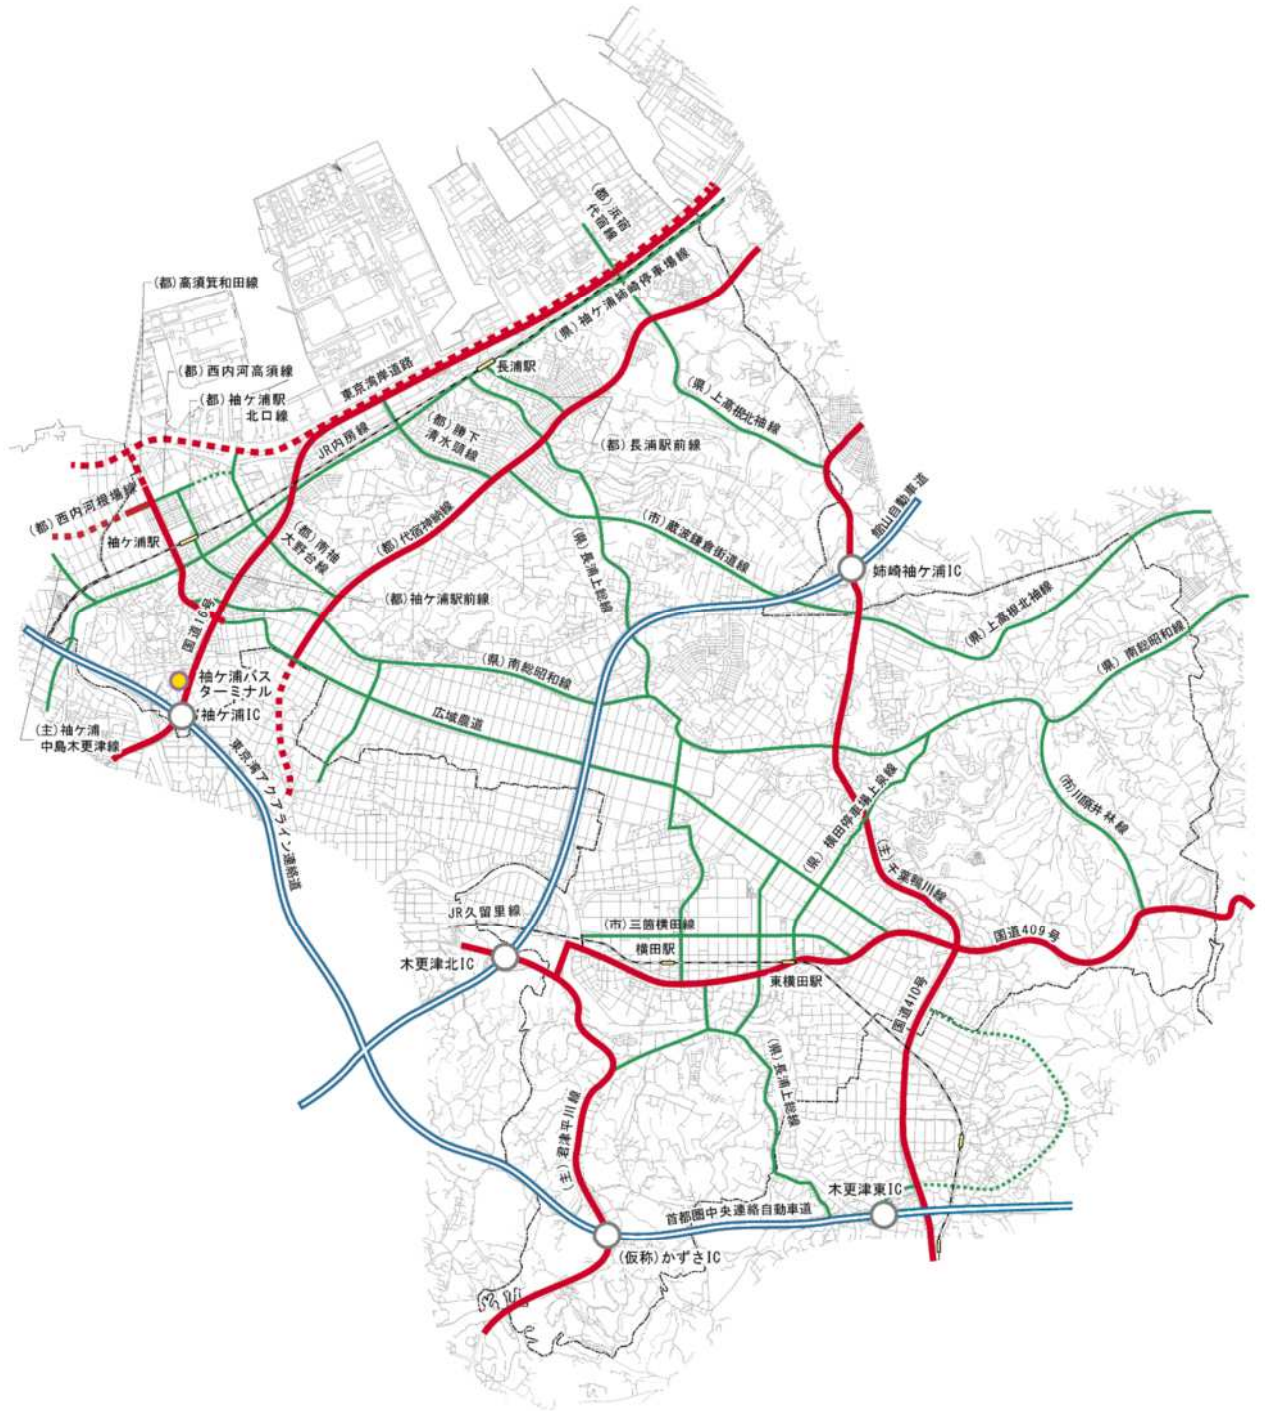 (都)浜宿
代宿線
(都)高須箕和田線
(県)袖ケ浦姉崎停車場線
(都)西内河高須線
東京湾岸道路
長浦駅
(都)袖ケ浦駅
北口線
(県)上高根北袖線
JR内房線
(都)勝下
清水頭線
(都)長浦駅前線
(都)西内河根場線
館山自動車道
(都)代宿神納線
(市)蔵波鎌倉街道線
袖ケ浦駅
(都)南袖
大野台線
(県)長浦上総線
姉崎袖ケ浦IC
(都)袖ケ浦駅前線
(県)上高根北袖線
国道16号
(県)南総昭和線
(県)南総昭和線
袖ケ浦バス
ターミナル
袖ケ浦IC
広域農道
(主)袖ケ浦
中島木更津線
東京湾アクアライン連絡道
(県)横田停車場上泉線
(市)川原井林線
(主)千葉鴨川線
JR久留里線
(市)三箇横田線
国道409号
横田駅
木更津北IC
東横田駅
国道410号
(県)長浦上総線
(主)君津平川線
木更津東IC
首都圏中央連絡自動車道
(仮称)かずさIC